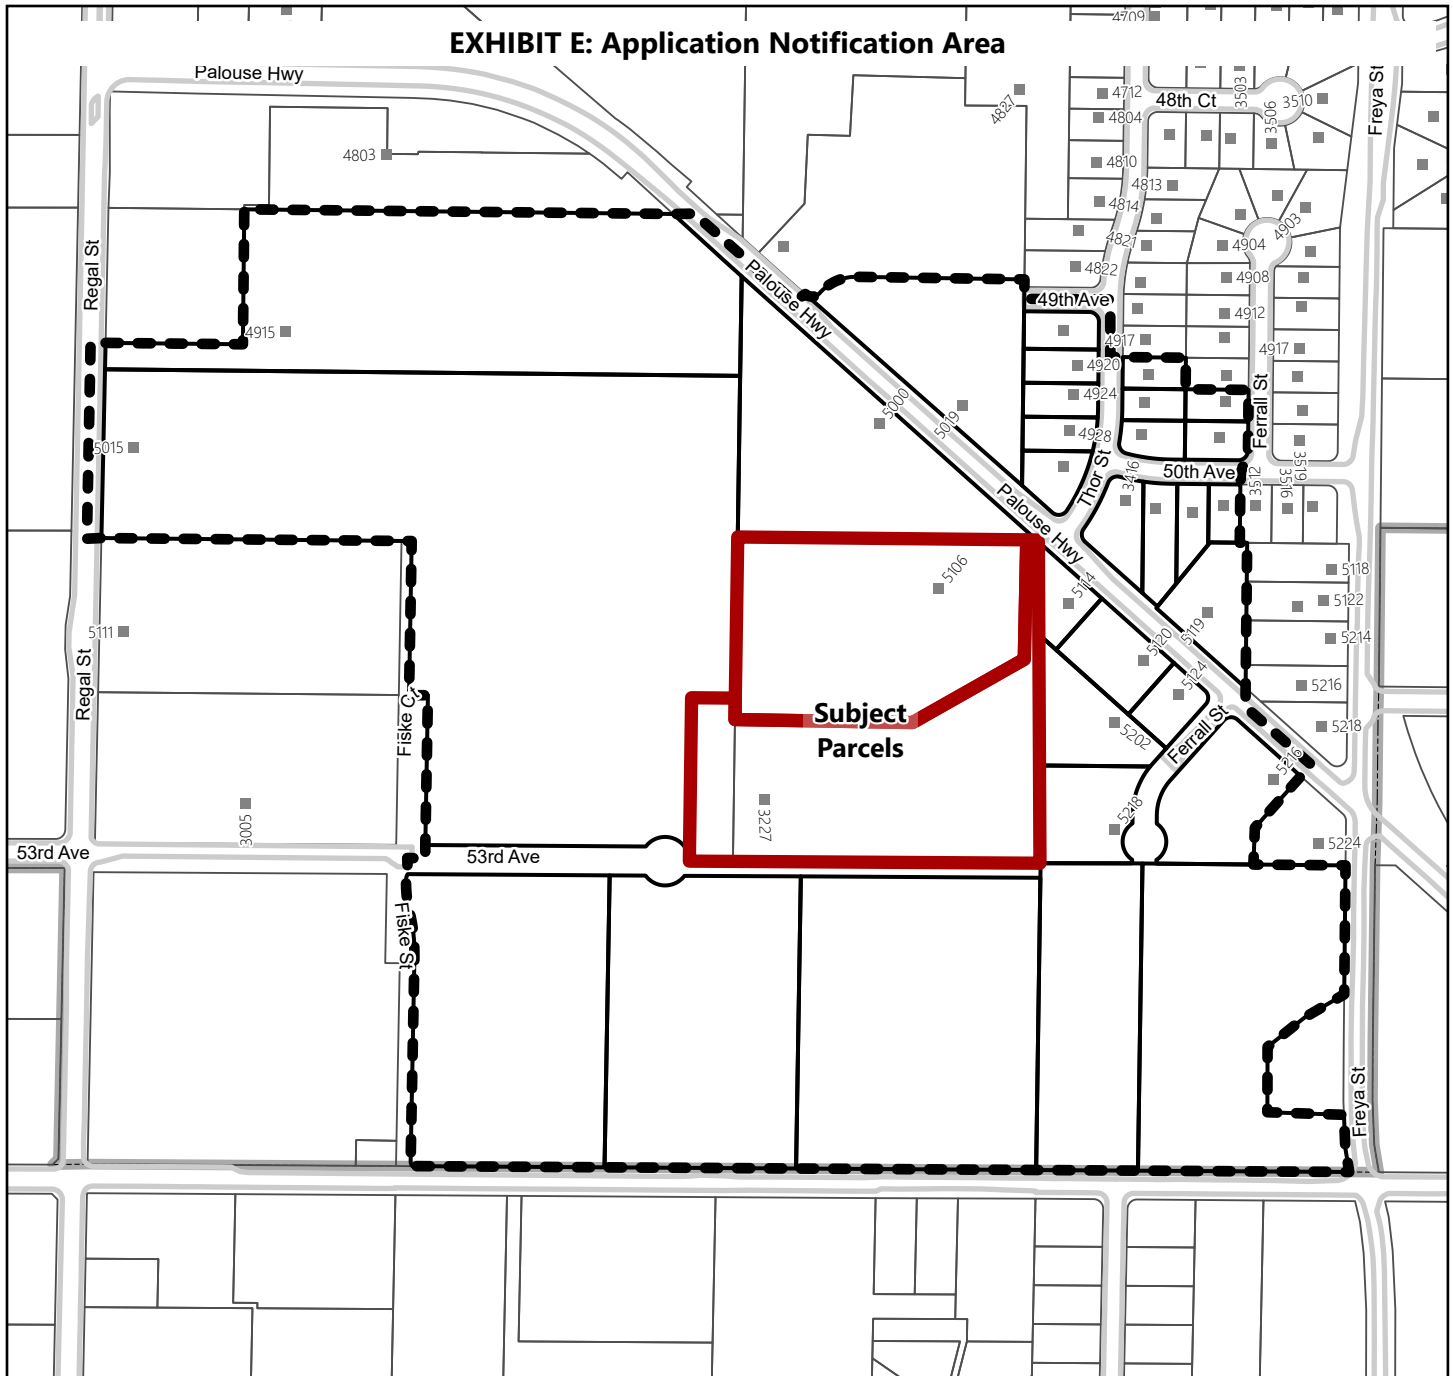 4709
EXHIBIT E: Application Notification Area
Palouse Hwy
4712
48th Ct
3503
3510
Freya St
4827
4804
3506
4803
4810
4813
4814
4903
4821
4904
Regal St
4822
Palouse Hwy
4908
49th Ave
4912
4915
4917
4917
4920
4924
5000
5019
Ferrall St
4928
5015
Thor St
3416
50th Ave
3512
3516
3519
Palouse Hwy
5106
5114
5118
5122
5111
5120
5119
5214
Regal St
Fiske Ct
5124
5216
Subject
Parcels
5202
Ferrall St
5218
5216
3005
3227
5218
5224
53rd Ave
53rd Ave
Fiske St
Freya St